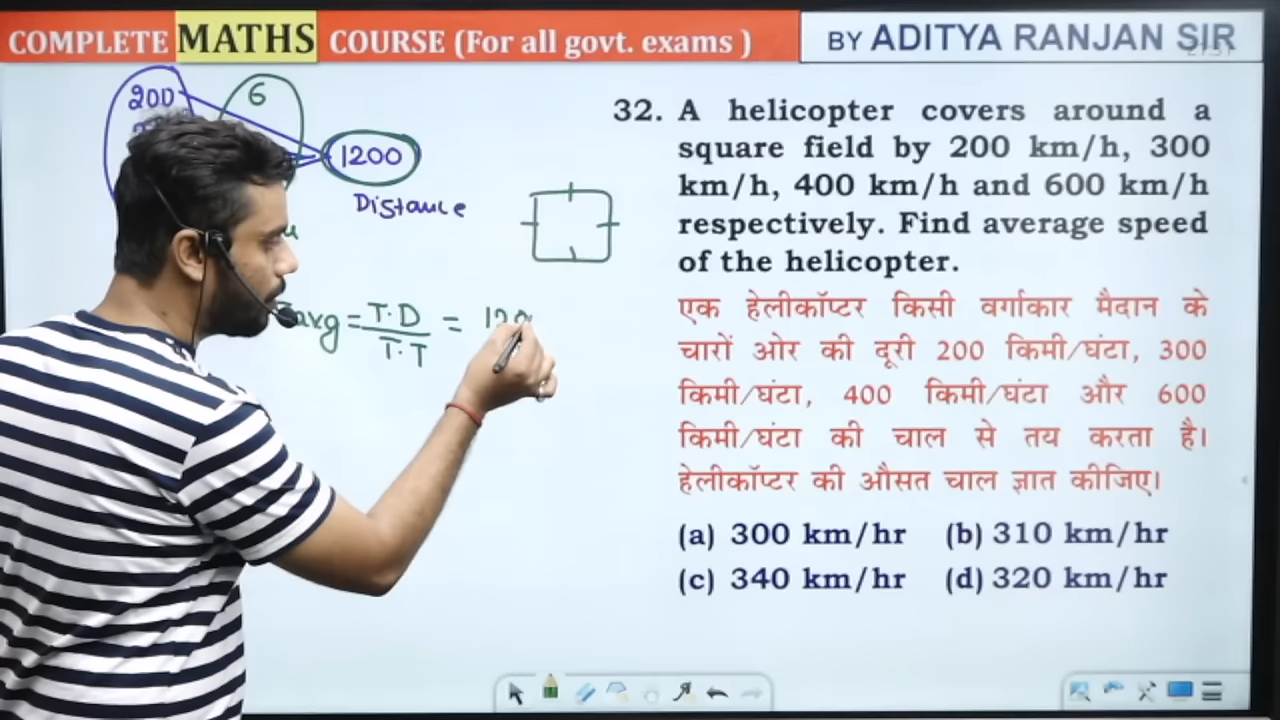 COMPLETE MATHS COURSE (For all govt. exams )
BY ADITYA RANJAN SIR
200
6
1200
Distance
T.D
= =
T.T
32. A helicopter covers around a
square field by 200 km/h, 300
km/h, 400 km/h and 600 km/h
respectively. Find average speed
of the helicopter.
एक हेलीकॉप्टर किसी वर्गाकार मैदान के
चारों ओर की दूरी 200 किमी/घंटा, 300
किमी/घंटा, 400 किमी/घंटा और 600
किमी/घंटा की चाल से तय करता है।
हेलीकॉप्टर की औसत चाल ज्ञात कीजिए।
(a) 300 km/hr (b) 310 km/hr
(c) 340 km/hr (d) 320 km/hr